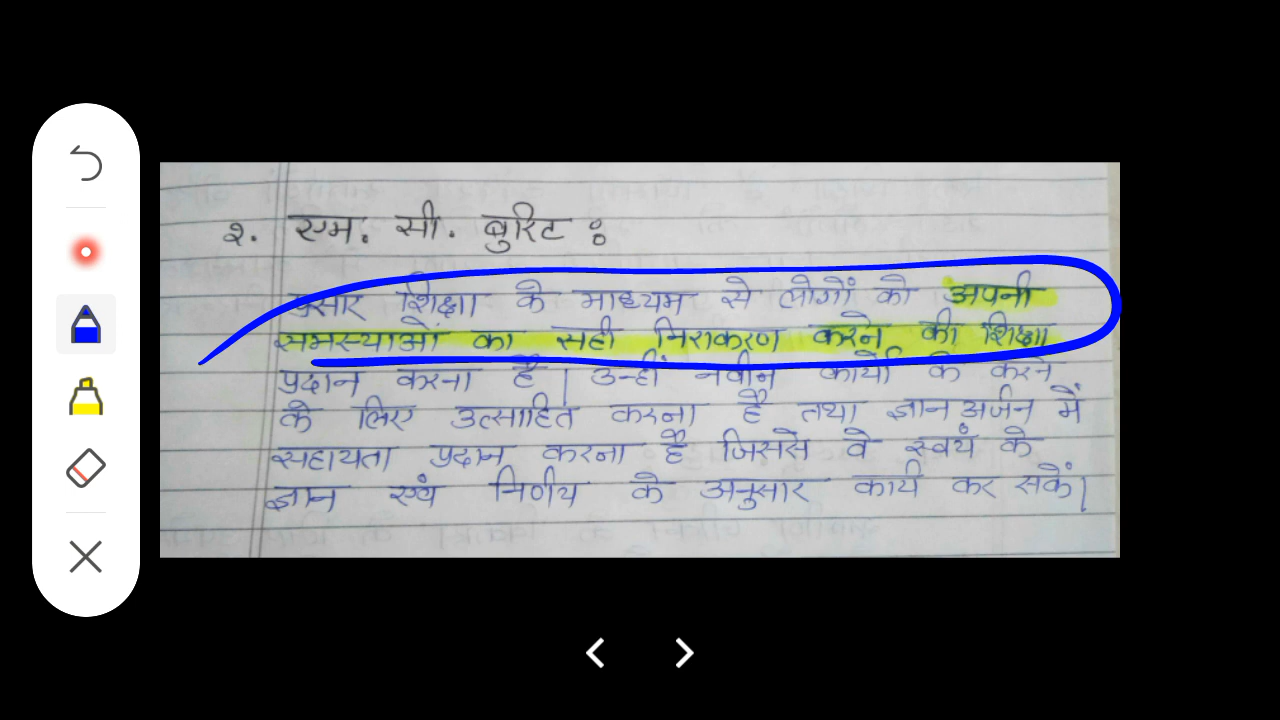 २. एम. सी. बुरिट :
प्रसार शिक्षा के माध्यम से लोगों को अपनी
समस्याओं का सही निराकरण करने की शिक्षा
प्रदान करना है। उन्हीं नवीन कार्यो के करने
के लिए उत्साहित करना है तथा ज्ञान अर्जन में
सहायता प्रदान करना है जिससे वे स्वयं के
ज्ञान एवं निर्णय के अनुसार कार्य कर सकें।